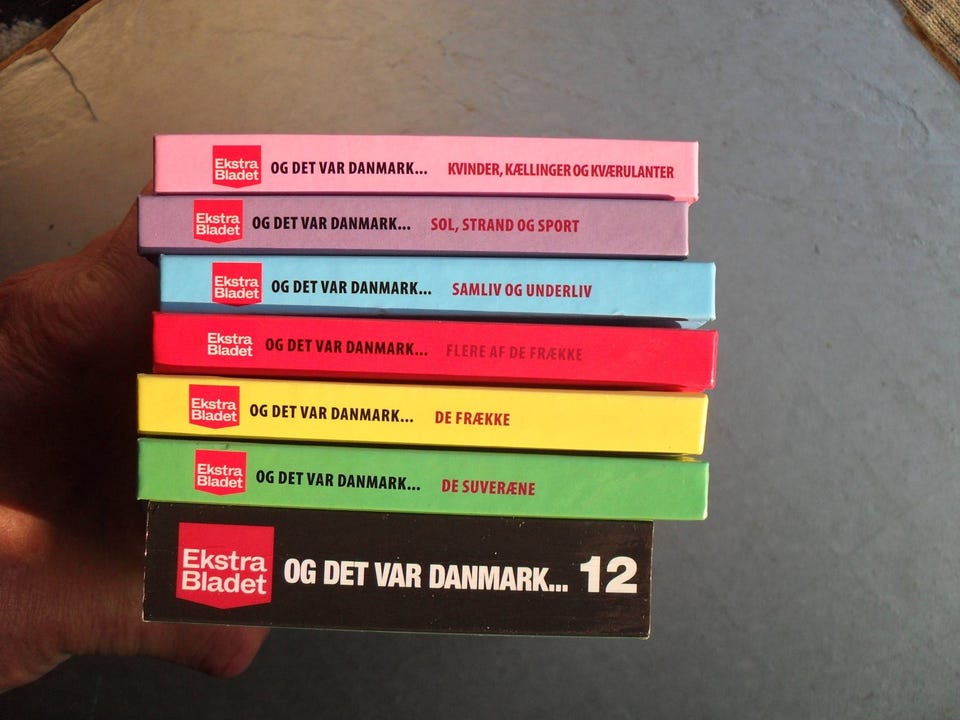 Ekstra Bladet OG DET VAR DANMARK... KVINDER, KÆLLINGER OG KVÆRULANTER
Ekstra Bladet OG DET VAR DANMARK... SOL, STRAND OG SPORT
Ekstra Bladet OG DET VAR DANMARK... SAMLIV OG UNDERLIV
Ekstra Bladet OG DET VAR DANMARK... FLERE AF DE FRÆKKE
Ekstra Bladet OG DET VAR DANMARK... DE FRÆKKE
Ekstra Bladet OG DET VAR DANMARK... DE SUVERÆNE
Ekstra Bladet OG DET VAR DANMARK... 12